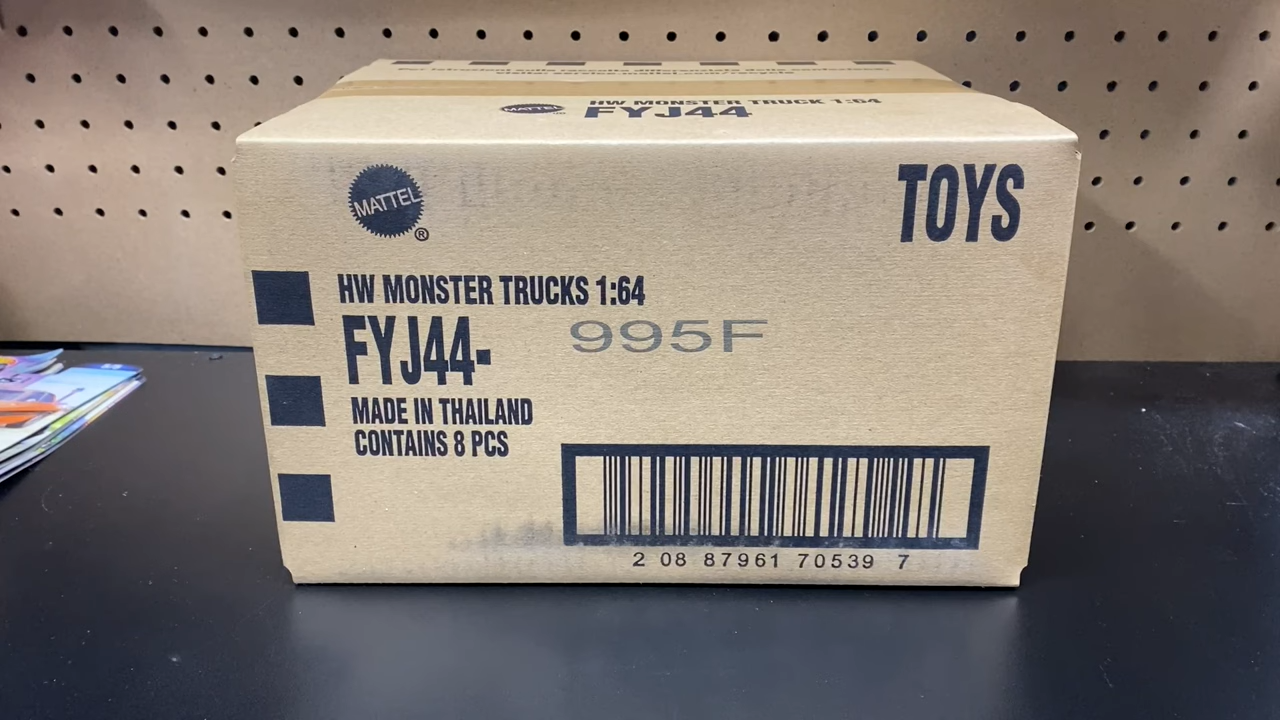 MATTEL
HW MONSTER TRUCK 1:64
FYJ44
MATTEL
®
TOYS
HW MONSTER TRUCKS 1:64
FYJ44- 995F
MADE IN THAILAND
CONTAINS 8 PCS
2 08 87961 70539 7